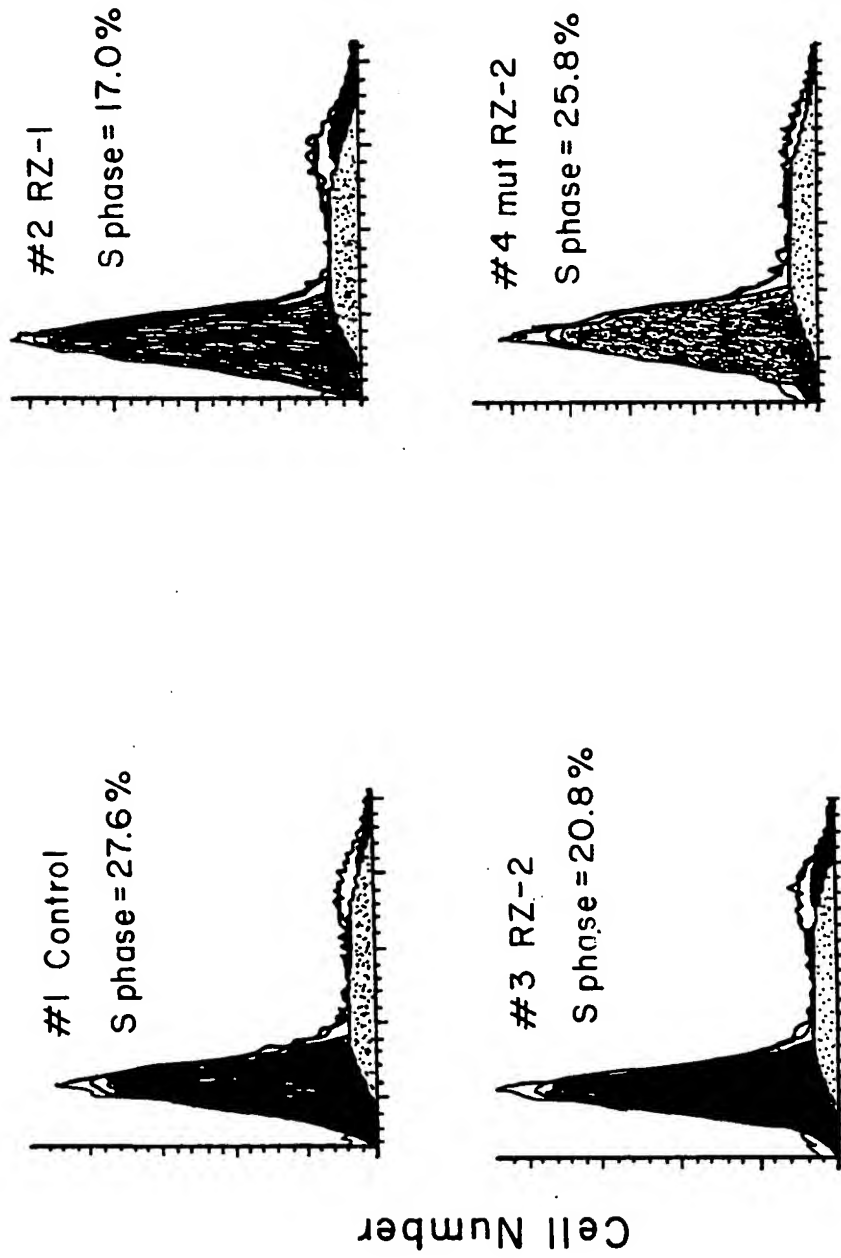 #1 Control
S phase = 27.6%
#2 RZ-1
S phase = 17.0%
#3 RZ-2
S phase = 20.8%
#4 mut RZ-2
S phase = 25.8%
Cell Number